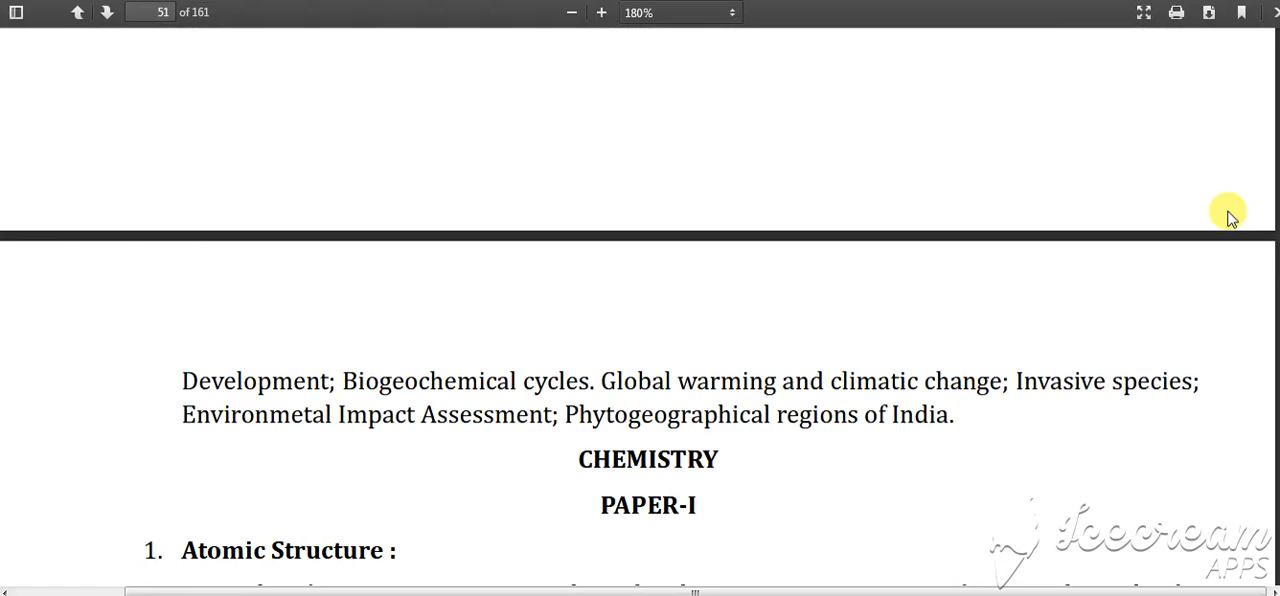 51 of 161
180%
Development; Biogeochemical cycles. Global warming and climatic change; Invasive species;
Environmetal Impact Assessment; Phytogeographical regions of India.
CHEMISTRY
PAPER-I
1. Atomic Structure :
Icecream
APPS